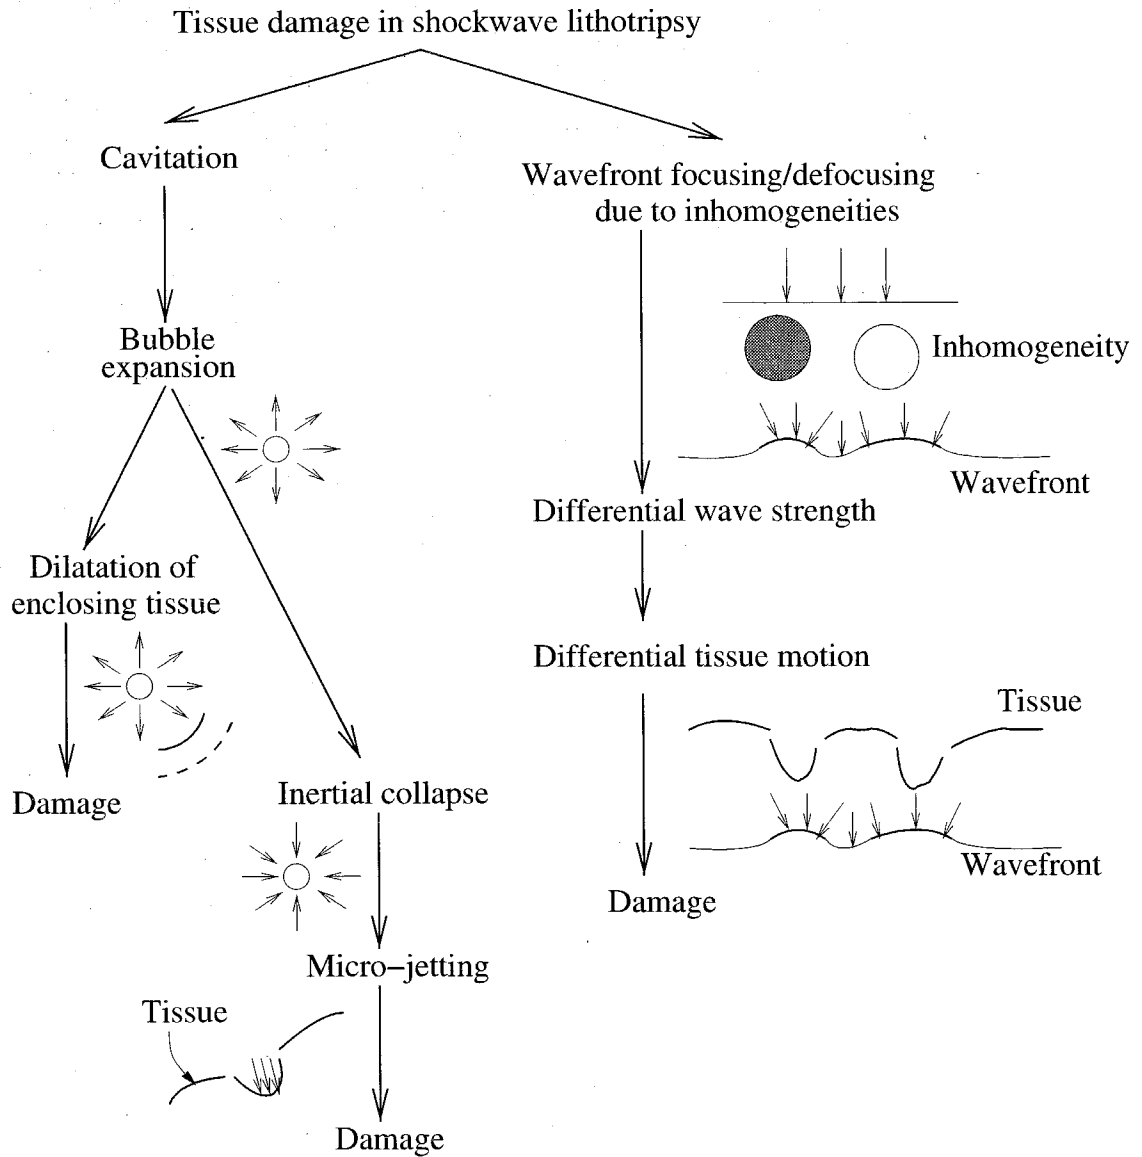 Tissue damage in shockwave lithotripsy
Cavitation
Wavefront focusing/defocusing
due to inhomogeneities
Bubble
expansion
Inhomogeneity
Wavefront
Differential wave strength
Dilatation of
enclosing tissue
Differential tissue motion
Tissue
Damage
Inertial collapse
Wavefront
Damage
Micro−jetting
Tissue
Damage